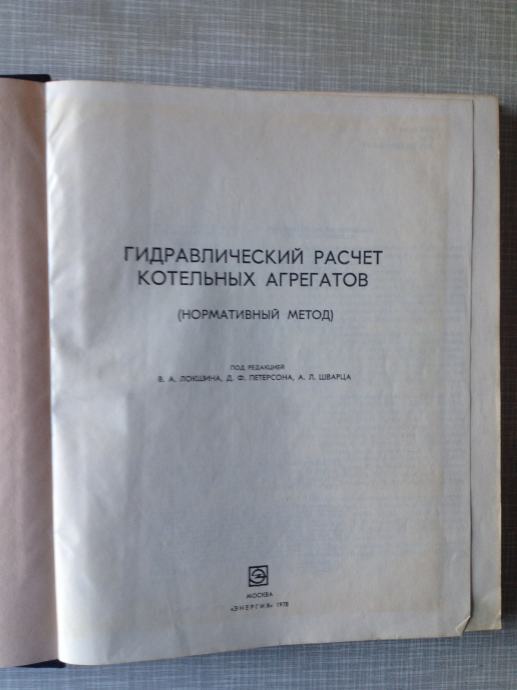 ГИДРАВЛИЧЕСКИЙ РАСЧЕТ
КОТЕЛЬНЫХ АГРЕГАТОВ
(НОРМАТИВНЫЙ МЕТОД)
ПОД РЕДАКЦИЕЙ
В. А. ЛОКШИНА, Д. Ф. ПЕТЕРСОНА, А. Л. ШВАРЦА
МОСКВА
«ЭНЕРГИЯ» 1978